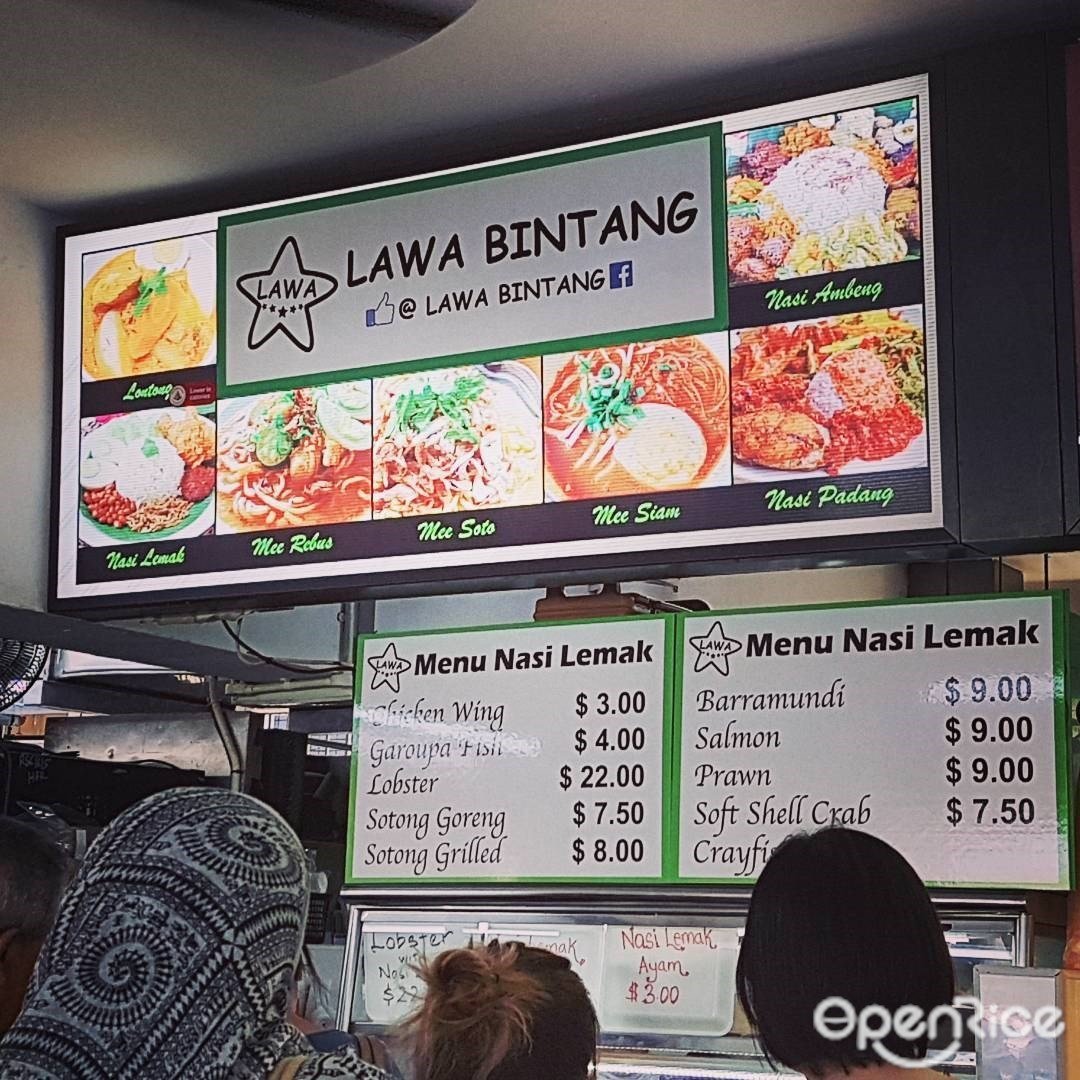 LAWA BINTANG
LAWA
@ LAWA BINTANG f
Nasi Ambeng
Lontong
Lower in
calories
Nasi Lemak
Mee Rebus
Mee Soto
Mee Siam
Nasi Padang
LAWA Menu Nasi Lemak
Chicken Wing $ 3.00
Garoupa Fish $ 4.00
Lobster $ 22.00
Sotong Goreng $ 7.50
Sotong Grilled $ 8.00
LAWA Menu Nasi Lemak
Barramundi $ 9.00
Salmon $ 9.00
Prawn $ 9.00
Soft Shell Crab $ 7.50
Lobster
Nasi Lemak
Ayam
$3.00
OpenRice